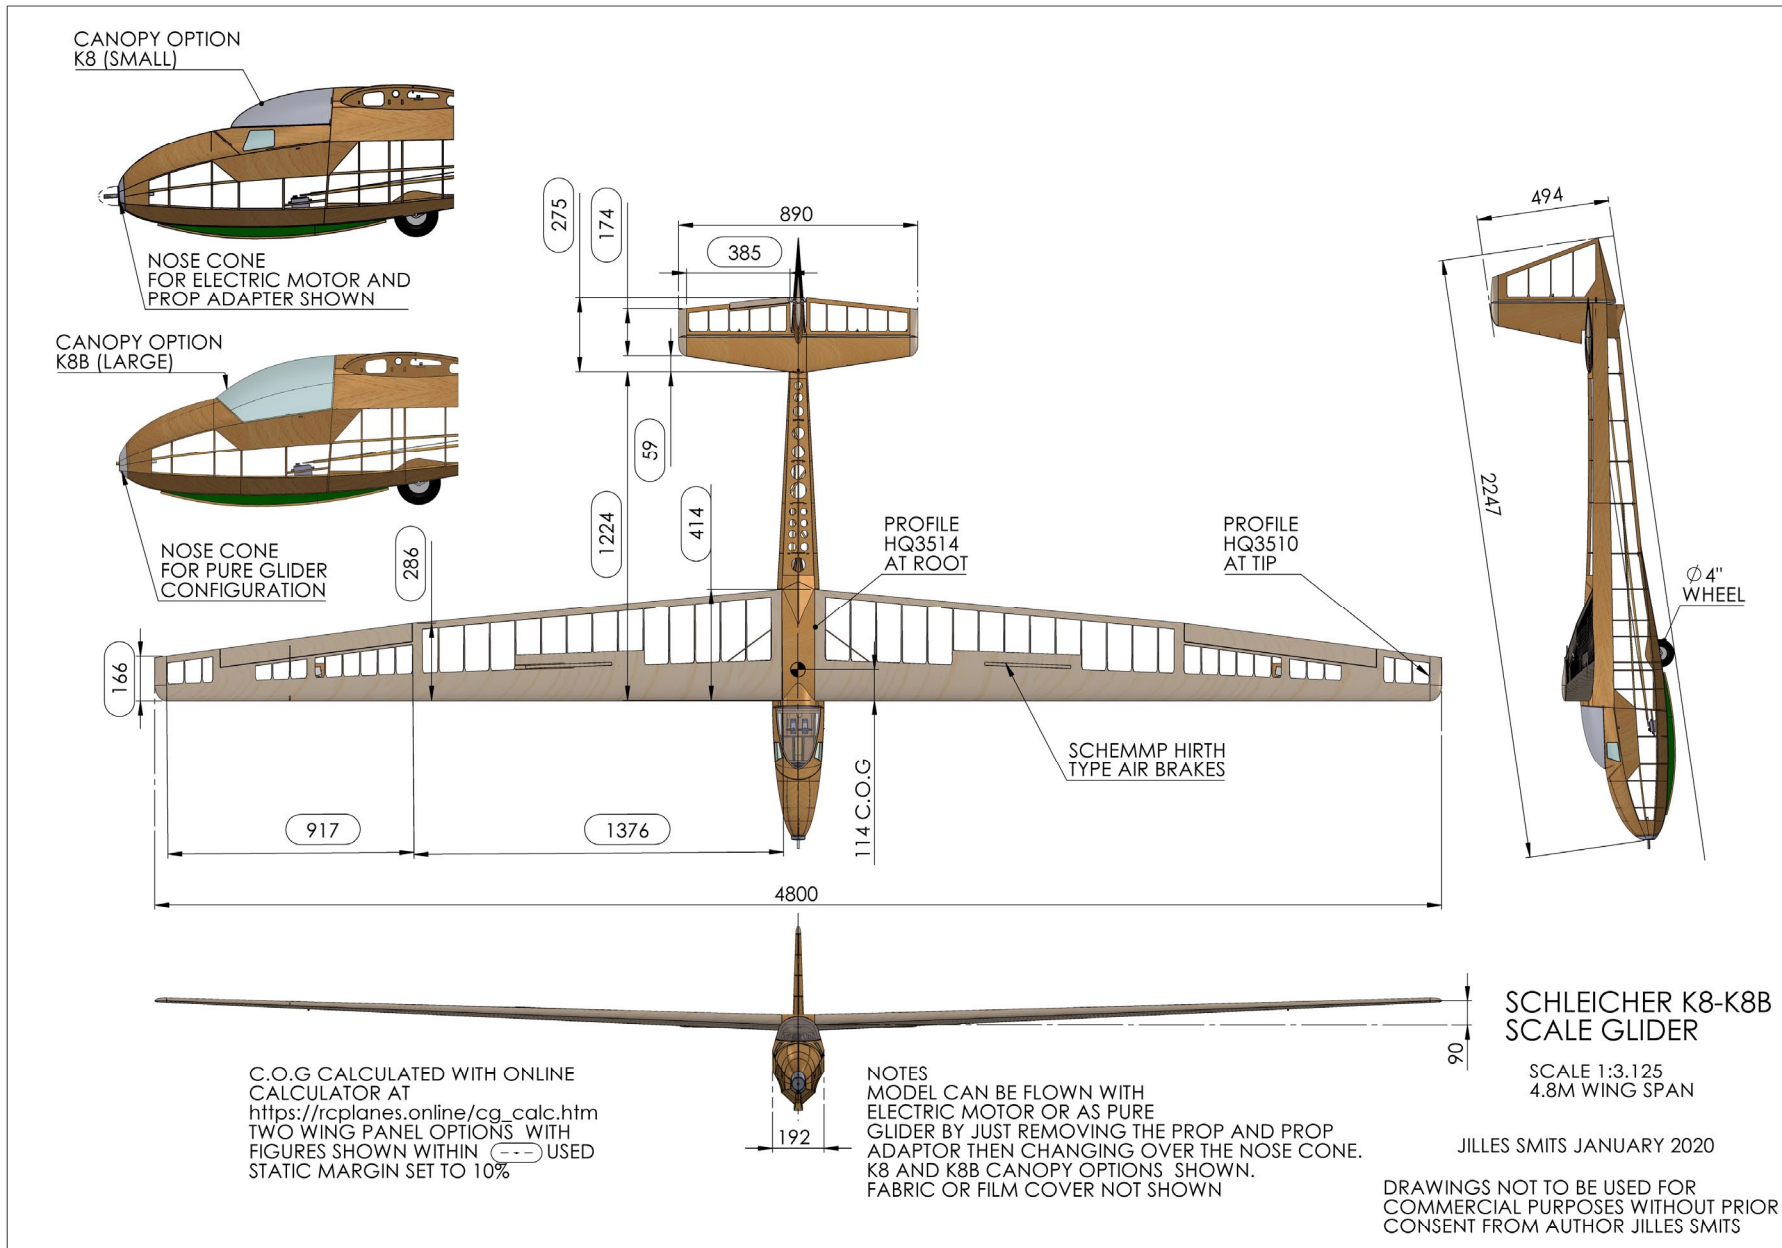 CANOPY OPTION
K8 (SMALL)
NOSE CONE
FOR ELECTRIC MOTOR AND
PROP ADAPTER SHOWN
CANOPY OPTION
K8B (LARGE)
NOSE CONE
FOR PURE GLIDER
CONFIGURATION
275
174
890
385
59
1224
414
286
166
PROFILE
HQ3514
AT ROOT
PROFILE
HQ3510
AT TIP
494
2247
Ø 4"
WHEEL
SCHEMMP HIRTH
TYPE AIR BRAKES
114 C.O.G
917
1376
4800
90
192
C.O.G CALCULATED WITH ONLINE
CALCULATOR AT
https://rcplanes.online/cg_calc.htm
TWO WING PANEL OPTIONS WITH
FIGURES SHOWN WITHIN USED
STATIC MARGIN SET TO 10%
NOTES
MODEL CAN BE FLOWN WITH
ELECTRIC MOTOR OR AS PURE
GLIDER BY JUST REMOVING THE PROP AND PROP
ADAPTOR THEN CHANGING OVER THE NOSE CONE.
K8 AND K8B CANOPY OPTIONS SHOWN.
FABRIC OR FILM COVER NOT SHOWN
SCHLEICHER K8-K8B
SCALE GLIDER
SCALE 1:3.125
4.8M WING SPAN
JILLES SMITS JANUARY 2020
DRAWINGS NOT TO BE USED FOR
COMMERCIAL PURPOSES WITHOUT PRIOR
CONSENT FROM AUTHOR JILLES SMITS